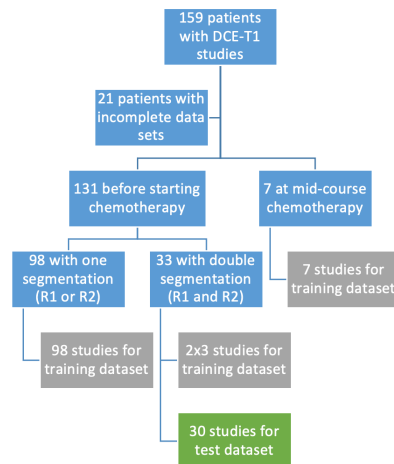 159 patients
with DCE-T1
studies
21 patients with
incomplete data
sets
131 before starting
chemotherapy
7 at mid-course
chemotherapy
98 with one
segmentation
(R1 or R2)
33 with double
segmentation
(R1 and R2)
7 studies for
training dataset
98 studies for
training dataset
2x3 studies for
training dataset
30 studies for
test dataset